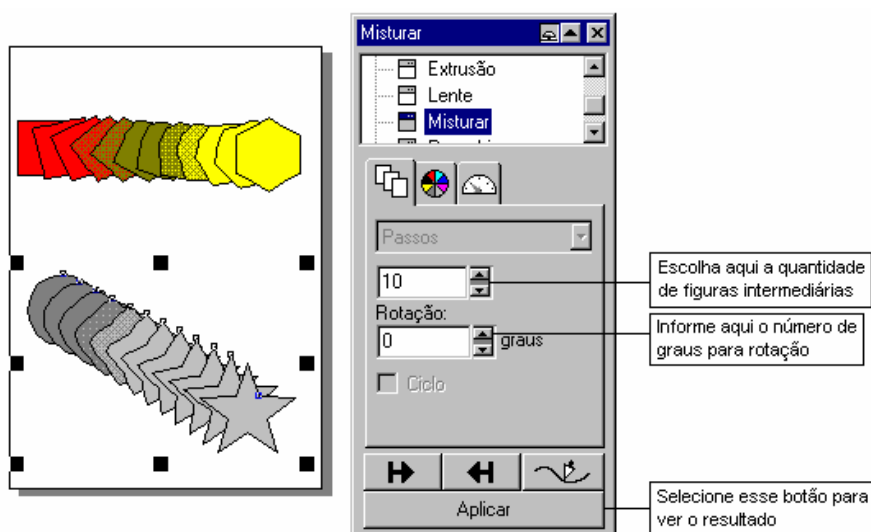 Misturar
Extrusão
Lente
Misturar
Passos
10
Rotação:
0 graus
Ciclo
Aplicar
Escolha aqui a quantidade
de figuras intermediárias
Informe aqui o número de
graus para rotação
Selecione esse botão para
ver o resultado